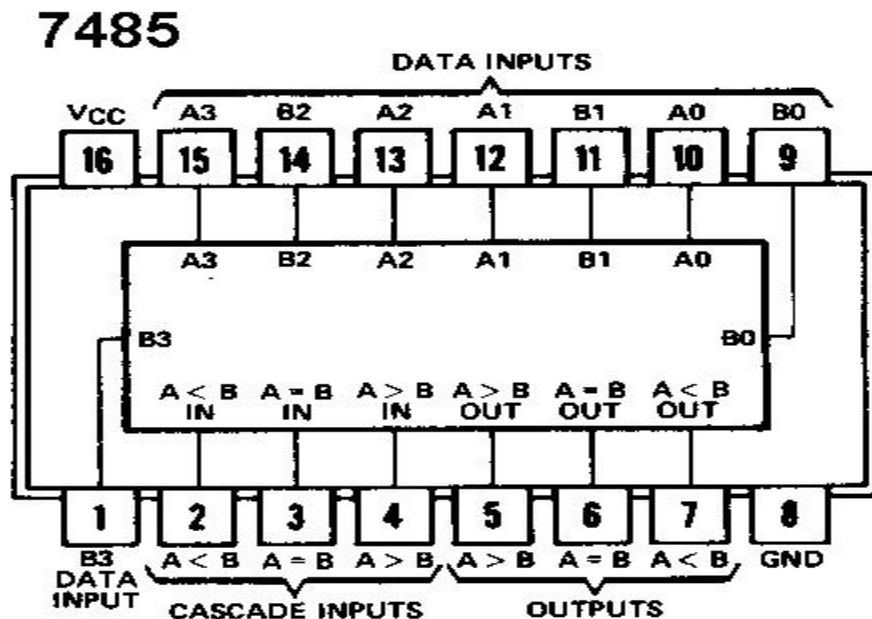 7485
DATA INPUTS
VCC A3 B2 A2 A1 B1 A0 B0
16 15 14 13 12 11 10 9
A3 B2 A2 A1 B1 A0
B3 B0
A < B A = B A > B A > B A = B A < B
IN IN IN OUT OUT OUT
1 2 3 4 5 6 7 8
B3 A < B A = B A > B A > B A = B A < B GND
DATA
INPUT CASCADE INPUTS OUTPUTS